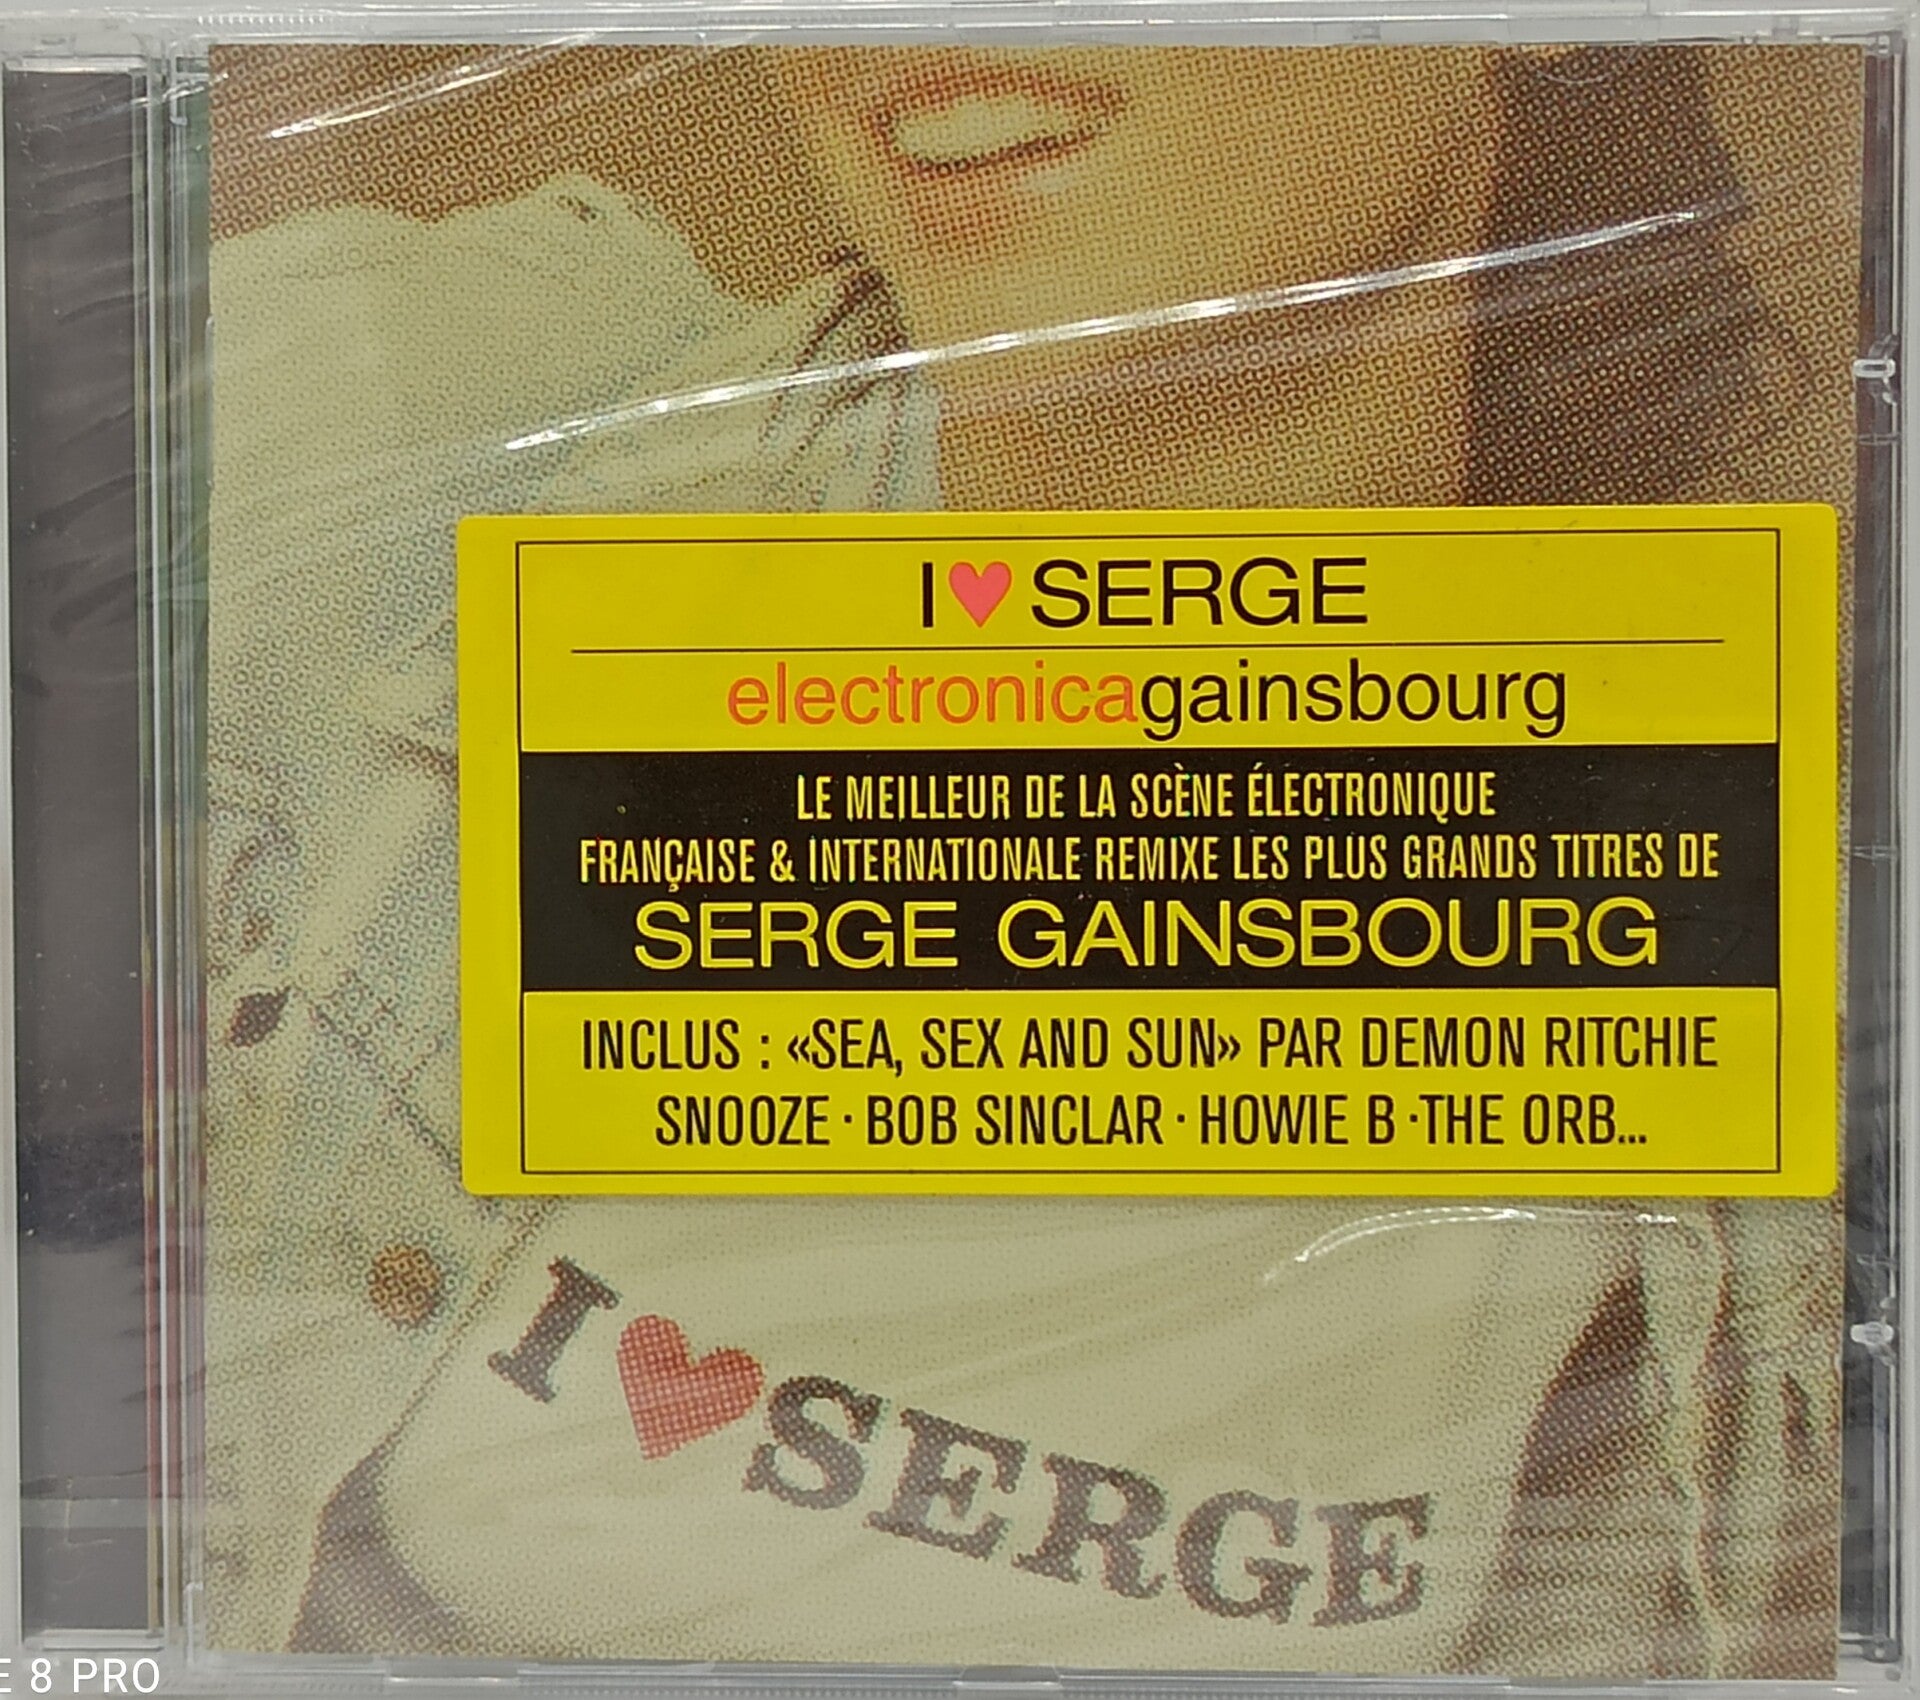 I♥SERGE
electronicagainsbourg
LE MEILLEUR DE LA SCÈNE ÉLECTRONIQUE
FRANÇAISE & INTERNATIONALE REMIXE LES PLUS GRANDS TITRES DE
SERGE GAINSBOURG
INCLUS : «SEA, SEX AND SUN» PAR DEMON RITCHIE
SNOOZE · BOB SINCLAR · HOWIE B · THE ORB...
I♥SERGE
E 8 PRO